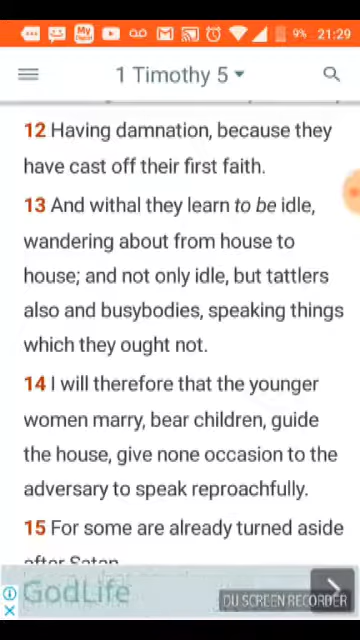 My
9% 21:29
1 Timothy 5
12 Having damnation, because they
have cast off their first faith.
13 And withal they learn to be idle,
wandering about from house to
house; and not only idle, but tattlers
also and busybodies, speaking things
which they ought not.
14 I will therefore that the younger
women marry, bear children, guide
the house, give none occasion to the
adversary to speak reproachfully.
15 For some are already turned aside
after Satan
GodLife
DU SCREEN RECORDER